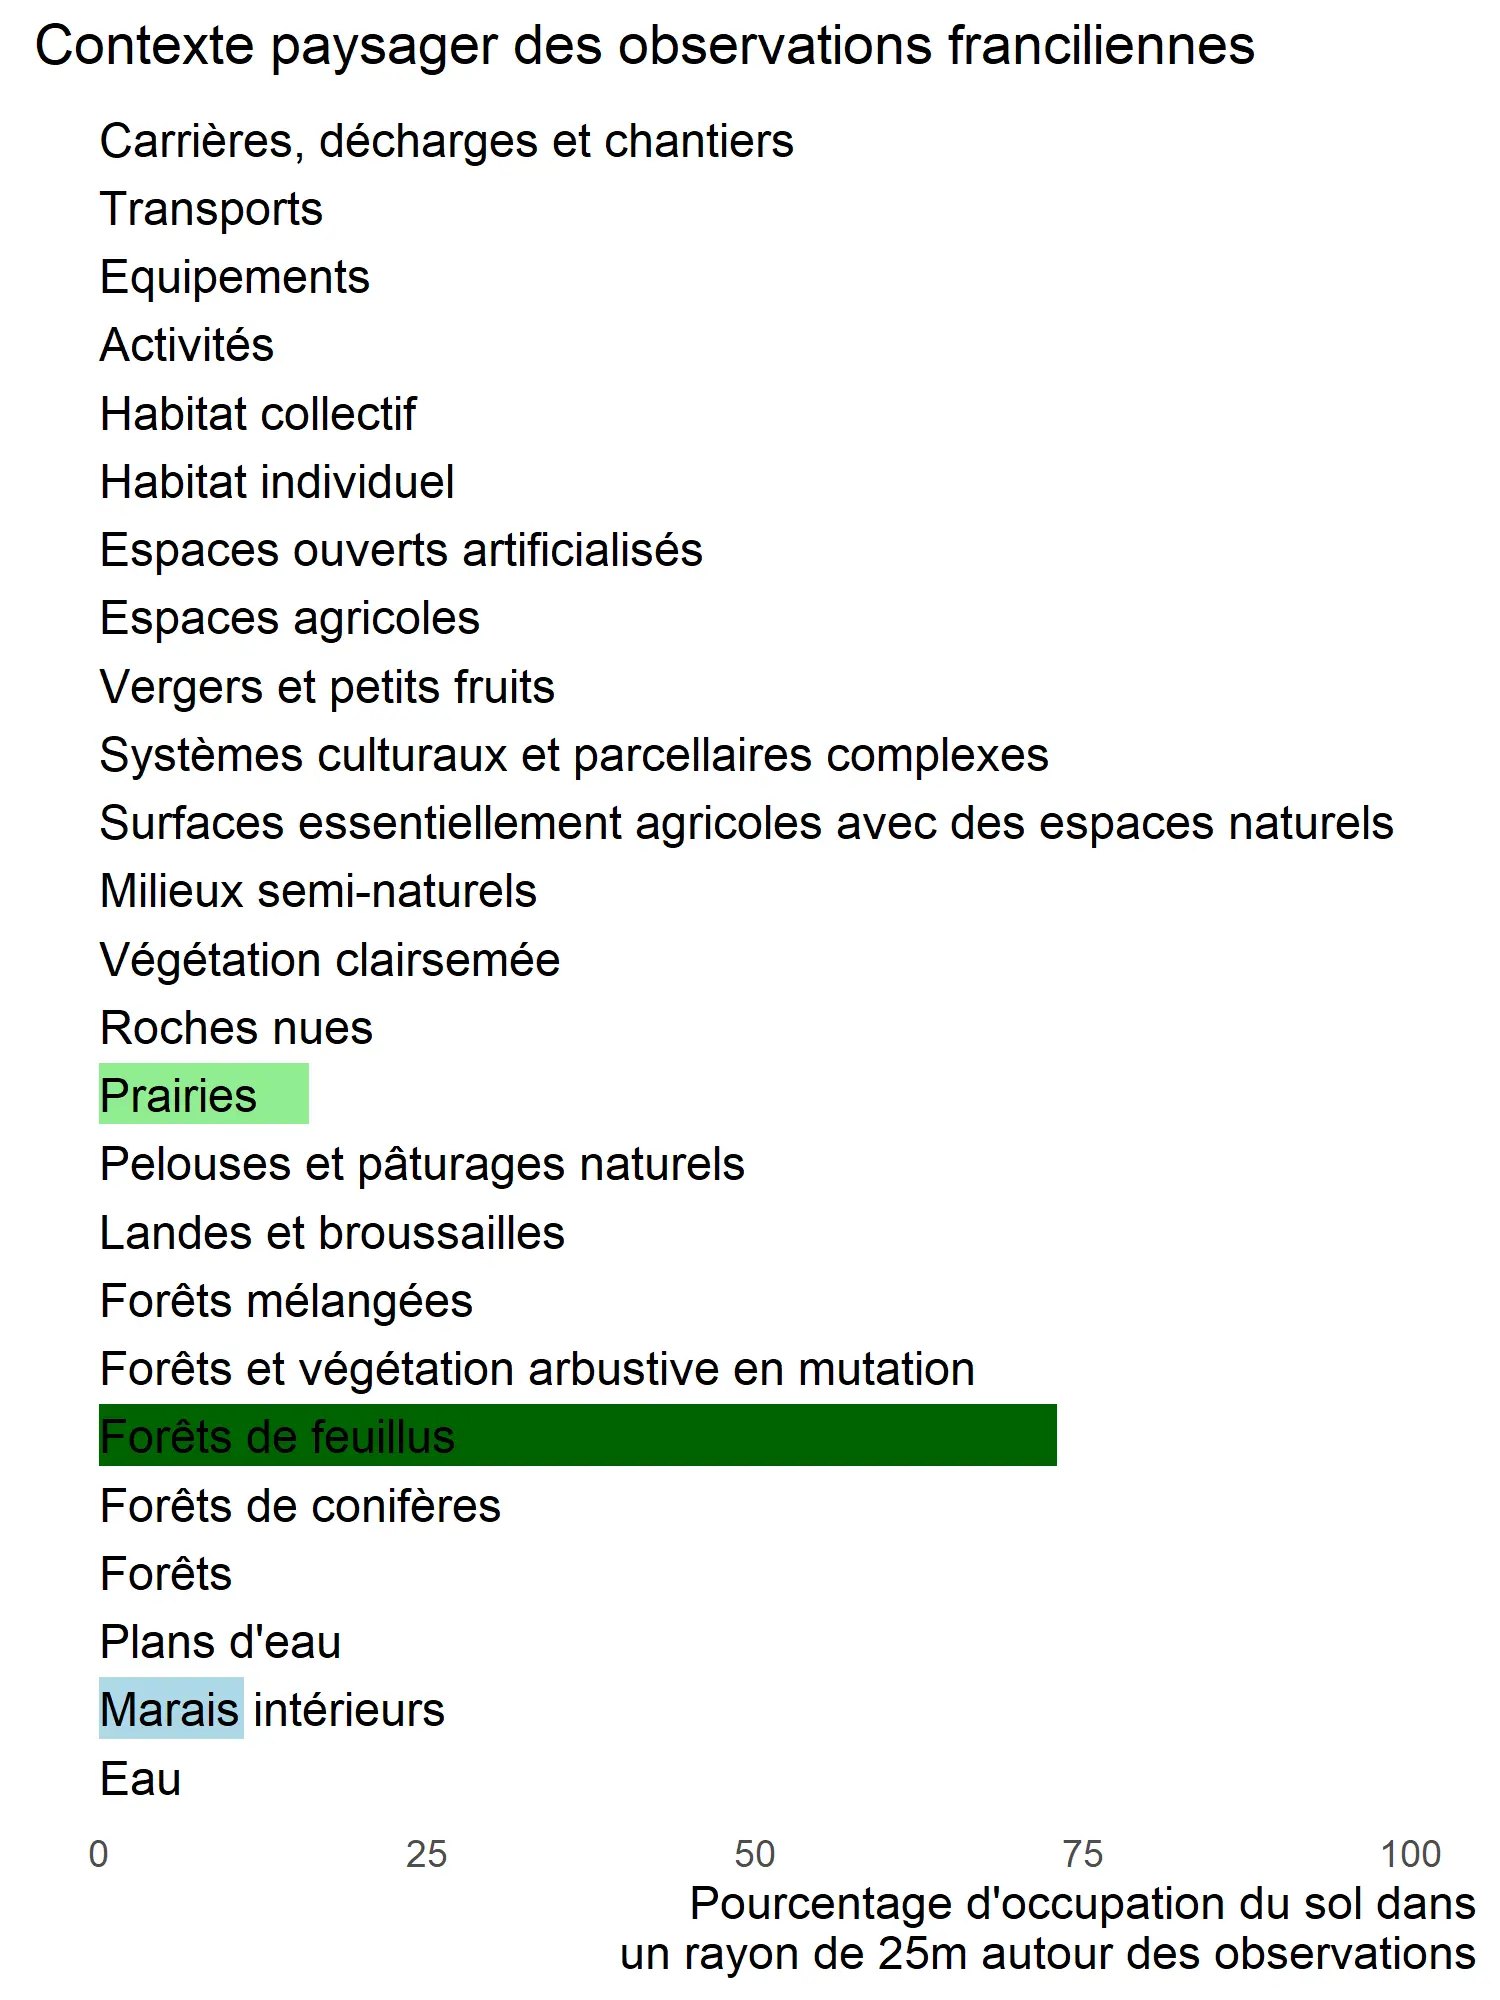 Contexte paysager des observations franciliennes
Carrières, décharges et chantiers
Transports
Equipements
Activités
Habitat collectif
Habitat individuel
Espaces ouverts artificialisés
Espaces agricoles
Vergers et petits fruits
Systèmes culturaux et parcellaires complexes
Surfaces essentiellement agricoles avec des espaces naturels
Milieux semi-naturels
Végétation clairsemée
Roches nues
Prairies
Pelouses et pâturages naturels
Landes et broussailles
Forêts mélangées
Forêts et végétation arbustive en mutation
Forêts de feuillus
Forêts de conifères
Forêts
Plans d'eau
Marais intérieurs
Eau
0 25 50 75 100
Pourcentage d'occupation du sol dans
un rayon de 25m autour des observations